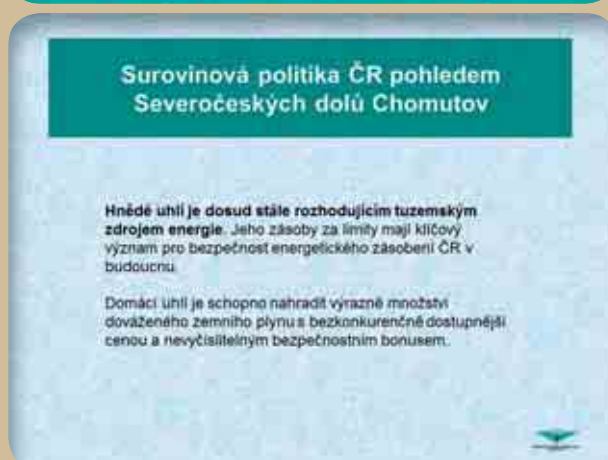 Surovinová politika ČR pohledem
Severočeských dolů Chomutov
Hnědé uhlí je dosud stále rozhodujícím tuzemským
zdrojem energie. Jeho zásoby za limity mají klíčový
význam pro bezpečnost energetického zásobení ČR v
budoucnu.
Domácí uhlí je schopno nahradit výrazné množství
dováženého zemního plynu s bezkonkurenčně dostupnější
cenou a nevyčíslitelným bezpečnostním bonusem.